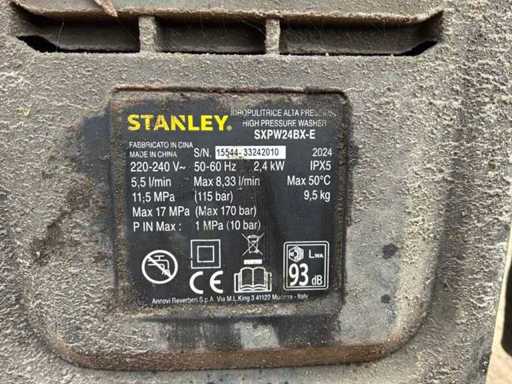 STANLEY
IDROPULITRICE ALTA PRESSIONE
HIGH PRESSURE WASHER
SXPW24BX-E
FABBRICATO IN CINA
MADE IN CHINA
S/N. 15544-33242010 2024
220-240 V~ 50-60 Hz 2,4 kW IPX5
5,5 l/min Max 8,33 l/min Max 50°C
11,5 MPa (115 bar) 9,5 kg
Max 17 MPa (Max 170 bar)
P IN Max : 1 MPa (10 bar)
CE
LWA
93 dB
Annovi Reverberi S.p.A. Via M.L.King 3 41122 Modena - Italy